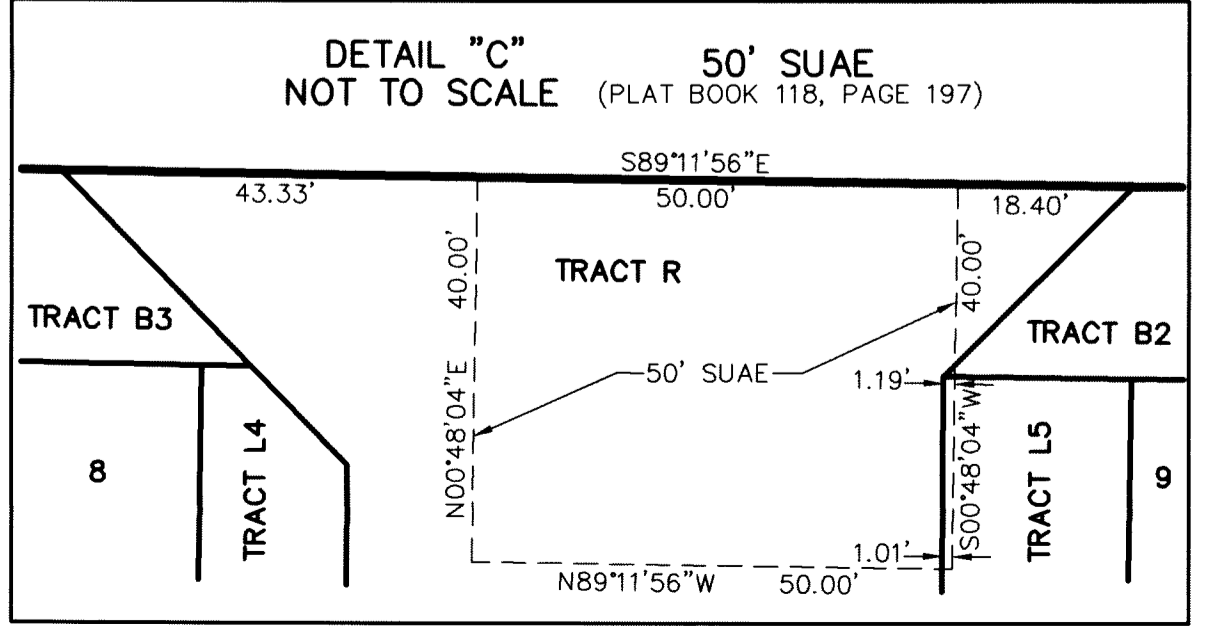 DETAIL "C"
NOT TO SCALE
50' SUAE
(PLAT BOOK 118, PAGE 197)
S89°11'56"E
43.33'
50.00'
18.40'
40.00'
TRACT R
40.00'
TRACT B3
TRACT B2
50' SUAE
1.19'
N00°48'04"E
S00°48'04"W
8
TRACT L4
TRACT L5
9
1.01'
N89°11'56"W
50.00'